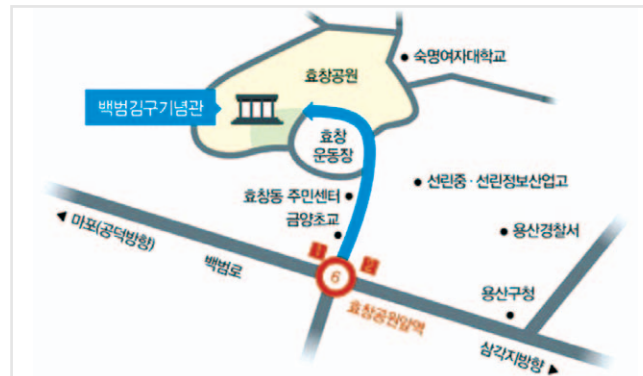 숙명여자대학교
효창공원
백범김구기념관
효창
운동장
효창동 주민센터
선린중·선린정보산업고
금양초교
◀ 마포(공덕방향)
백범로
용산경찰서
1
2
6
효창공원앞역
용산구청
삼각지방향 ▶